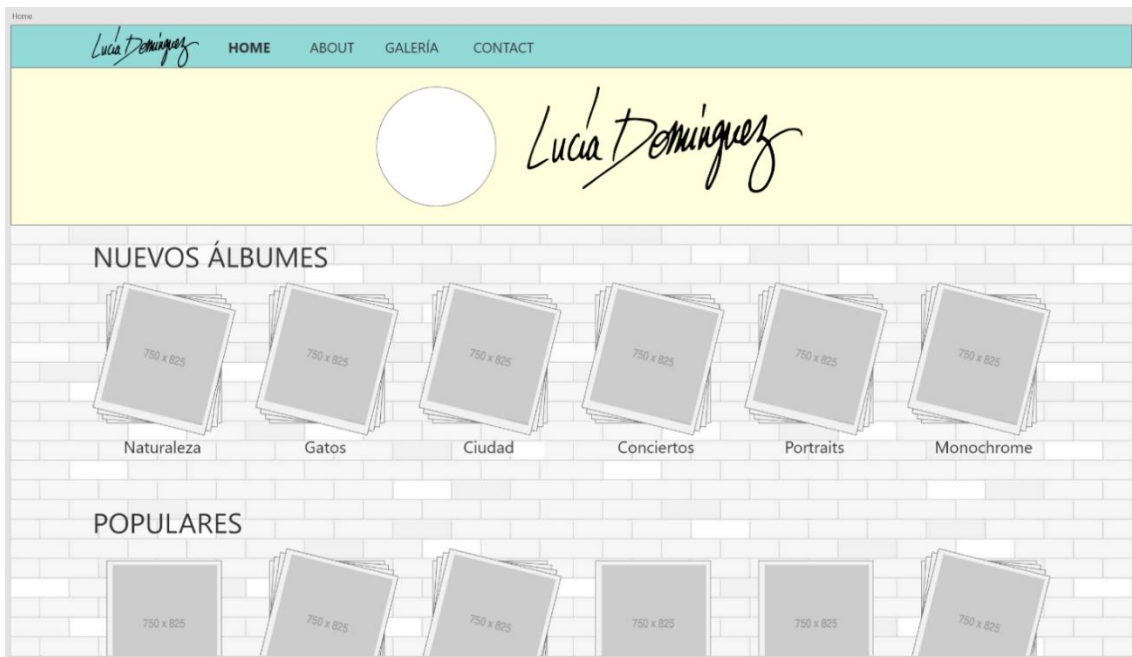 Home
Lucía Domínguez HOME ABOUT GALERÍA CONTACT
Lucía Domínguez
NUEVOS ÁLBUMES
750 x 825 750 x 825 750 x 825 750 x 825 750 x 825 750 x 825
Naturaleza Gatos Ciudad Conciertos Portraits Monochrome
POPULARES
750 x 825 750 x 825 750 x 825 750 x 825 750 x 825 750 x 825